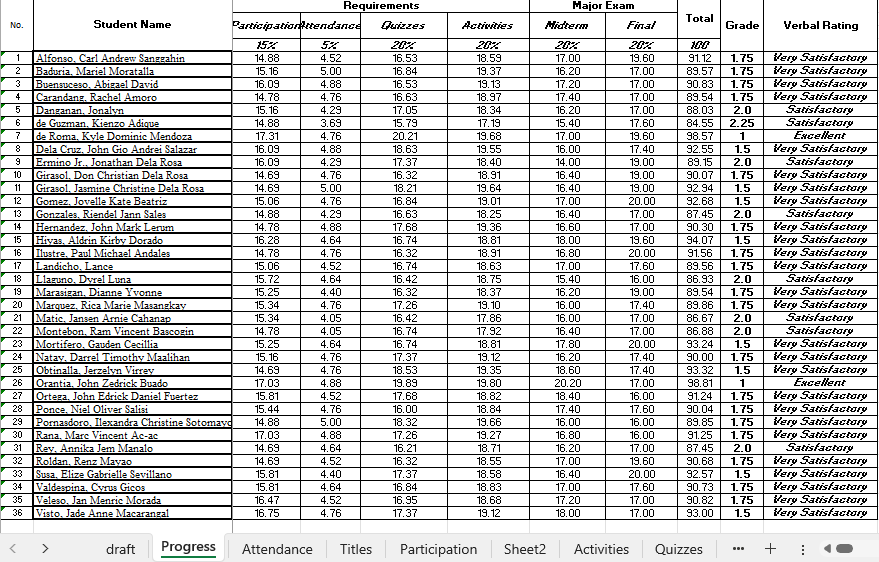 Requirements Major Exam
No. Student Name Participation Attendance Quizzes Activities Midterm Final Total Grade Verbal Rating
15% 5% 20% 20% 20% 20% 100
1 Alfonso, Carl Andrew Sanggahin 14.88 4.52 16.53 18.59 17.00 19.60 91.12 1.75 Very Satisfactory
2 Baduria, Mariel Moratalla 15.16 5.00 16.84 19.37 16.20 17.00 89.57 1.75 Very Satisfactory
3 Buensuceso, Abigael David 16.09 4.88 16.53 19.13 17.20 17.00 90.83 1.75 Very Satisfactory
4 Carandang, Rachel Amoro 14.78 4.76 16.63 18.97 17.40 17.00 89.54 1.75 Very Satisfactory
5 Danganan, Jonalyn 15.16 4.29 17.05 18.34 16.20 17.00 88.03 2.0 Satisfactory
6 de Guzman, Kienzo Adique 14.88 3.69 15.79 17.19 15.40 17.60 84.55 2.25 Satisfactory
7 de Roma, Kyle Dominic Mendoza 17.31 4.76 20.21 19.68 17.00 19.60 98.57 1 Excellent
8 Dela Cruz, John Gio Andrei Salazar 16.09 4.88 18.63 19.55 16.00 17.40 92.55 1.5 Very Satisfactory
9 Ermino Jr., Jonathan Dela Rosa 16.09 4.29 17.37 18.40 14.00 19.00 89.15 2.0 Satisfactory
10 Girasol, Don Christian Dela Rosa 14.69 4.76 16.32 18.91 16.40 19.00 90.07 1.75 Very Satisfactory
11 Girasol, Jasmine Christine Dela Rosa 14.69 5.00 18.21 19.64 16.40 19.00 92.94 1.5 Very Satisfactory
12 Gomez, Jovelle Kate Beatriz 15.06 4.76 16.84 19.01 17.00 20.00 92.68 1.5 Very Satisfactory
13 Gonzales, Riendel Jann Sales 14.88 4.29 16.63 18.25 16.40 17.00 87.45 2.0 Satisfactory
14 Hernandez, John Mark Lerum 14.78 4.88 17.68 19.36 16.60 17.00 90.30 1.75 Very Satisfactory
15 Hiyas, Aldrin Kirby Dorado 16.28 4.64 16.74 18.81 18.00 19.60 94.07 1.5 Very Satisfactory
16 Ilustre, Paul Michael Andales 14.78 4.76 16.32 18.91 16.80 20.00 91.56 1.75 Very Satisfactory
17 Landicho, Lance 15.06 4.52 16.74 18.63 17.00 17.60 89.56 1.75 Very Satisfactory
18 Llaguno, Dyrel Luna 15.72 4.64 16.42 18.75 15.40 16.00 86.93 2.0 Satisfactory
19 Marasigan, Dianne Yvonne 15.25 4.40 16.32 18.37 16.20 19.00 89.54 1.75 Very Satisfactory
20 Marquez, Rica Marie Masangkay 15.34 4.76 17.26 19.10 16.00 17.40 89.86 1.75 Very Satisfactory
21 Matic, Jansen Arnie Cahanap 15.34 4.05 16.42 17.86 16.00 17.00 86.67 2.0 Satisfactory
22 Montebon, Ram Vincent Bascogin 14.78 4.05 16.74 17.92 16.40 17.00 86.88 2.0 Satisfactory
23 Mortifero, Gauden Cecillia 15.25 4.64 16.74 18.81 17.80 20.00 93.24 1.5 Very Satisfactory
24 Natay, Darrel Timothy Maalihan 15.16 4.76 17.37 19.12 16.20 17.40 90.00 1.75 Very Satisfactory
25 Obtinalla, Jerzelyn Virrey 14.69 4.76 18.53 19.35 18.60 17.40 93.32 1.5 Very Satisfactory
26 Orantia, John Zedrick Buado 17.03 4.88 19.89 19.80 20.20 17.00 98.81 1 Excellent
27 Ortega, John Edrick Daniel Fuertez 15.81 4.52 17.68 18.82 18.40 16.00 91.24 1.75 Very Satisfactory
28 Ponce, Niel Oliver Salisi 15.44 4.76 16.00 18.84 17.40 17.60 90.04 1.75 Very Satisfactory
29 Pornasdoro, Ilexandra Christine Sotomayo 14.88 5.00 18.32 19.66 16.00 16.00 89.85 1.75 Very Satisfactory
30 Rana, Marc Vincent Ac-ac 17.03 4.88 17.26 19.27 16.80 16.00 91.25 1.75 Very Satisfactory
31 Rey, Annika Jem Manalo 14.69 4.64 16.21 18.71 16.20 17.00 87.45 2.0 Satisfactory
32 Roldan, Renz Mayao 14.69 4.52 16.32 18.55 17.00 19.60 90.68 1.75 Very Satisfactory
33 Susa, Elize Gabrielle Sevillano 15.81 4.40 17.37 18.58 16.40 20.00 92.57 1.5 Very Satisfactory
34 Valdespina, Cyrus Gicos 15.81 4.64 16.84 18.83 17.00 17.60 90.73 1.75 Very Satisfactory
35 Veleso, Jan Menric Morada 16.47 4.52 16.95 18.68 17.20 17.00 90.82 1.75 Very Satisfactory
36 Visto, Jade Anne Macarangal 16.75 4.76 17.37 19.12 18.00 17.00 93.00 1.5 Very Satisfactory
draft Progress Attendance Titles Participation Sheet2 Activities Quizzes